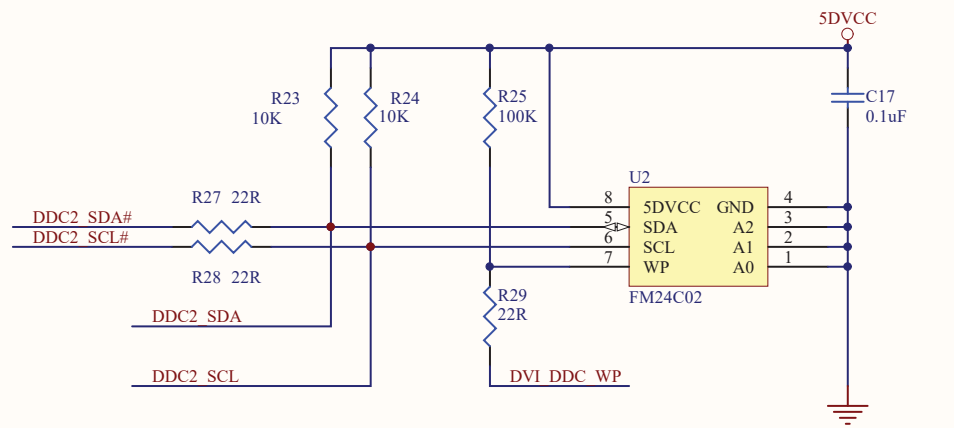 5DVCC
R23
10K
R24
10K
R25
100K
C17
0.1uF
U2
R27 22R
DDC2_SDA#
DDC2_SCL#
R28 22R
8 5DVCC GND 4
5 SDA A2 3
6 SCL A1 2
7 WP A0 1
FM24C02
R29
22R
DDC2_SDA
DDC2_SCL
DVI_DDC_WP